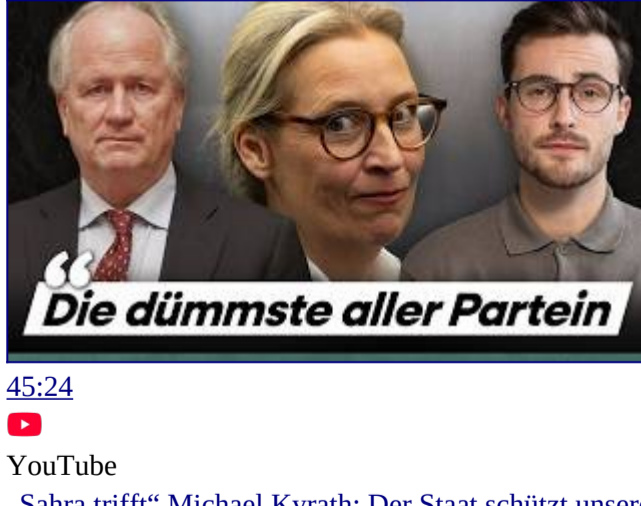 “
Die dümmste aller Partein
45:24
YouTube
„Sahra trifft“ Michael Kyrath: Der Staat schützt unsere